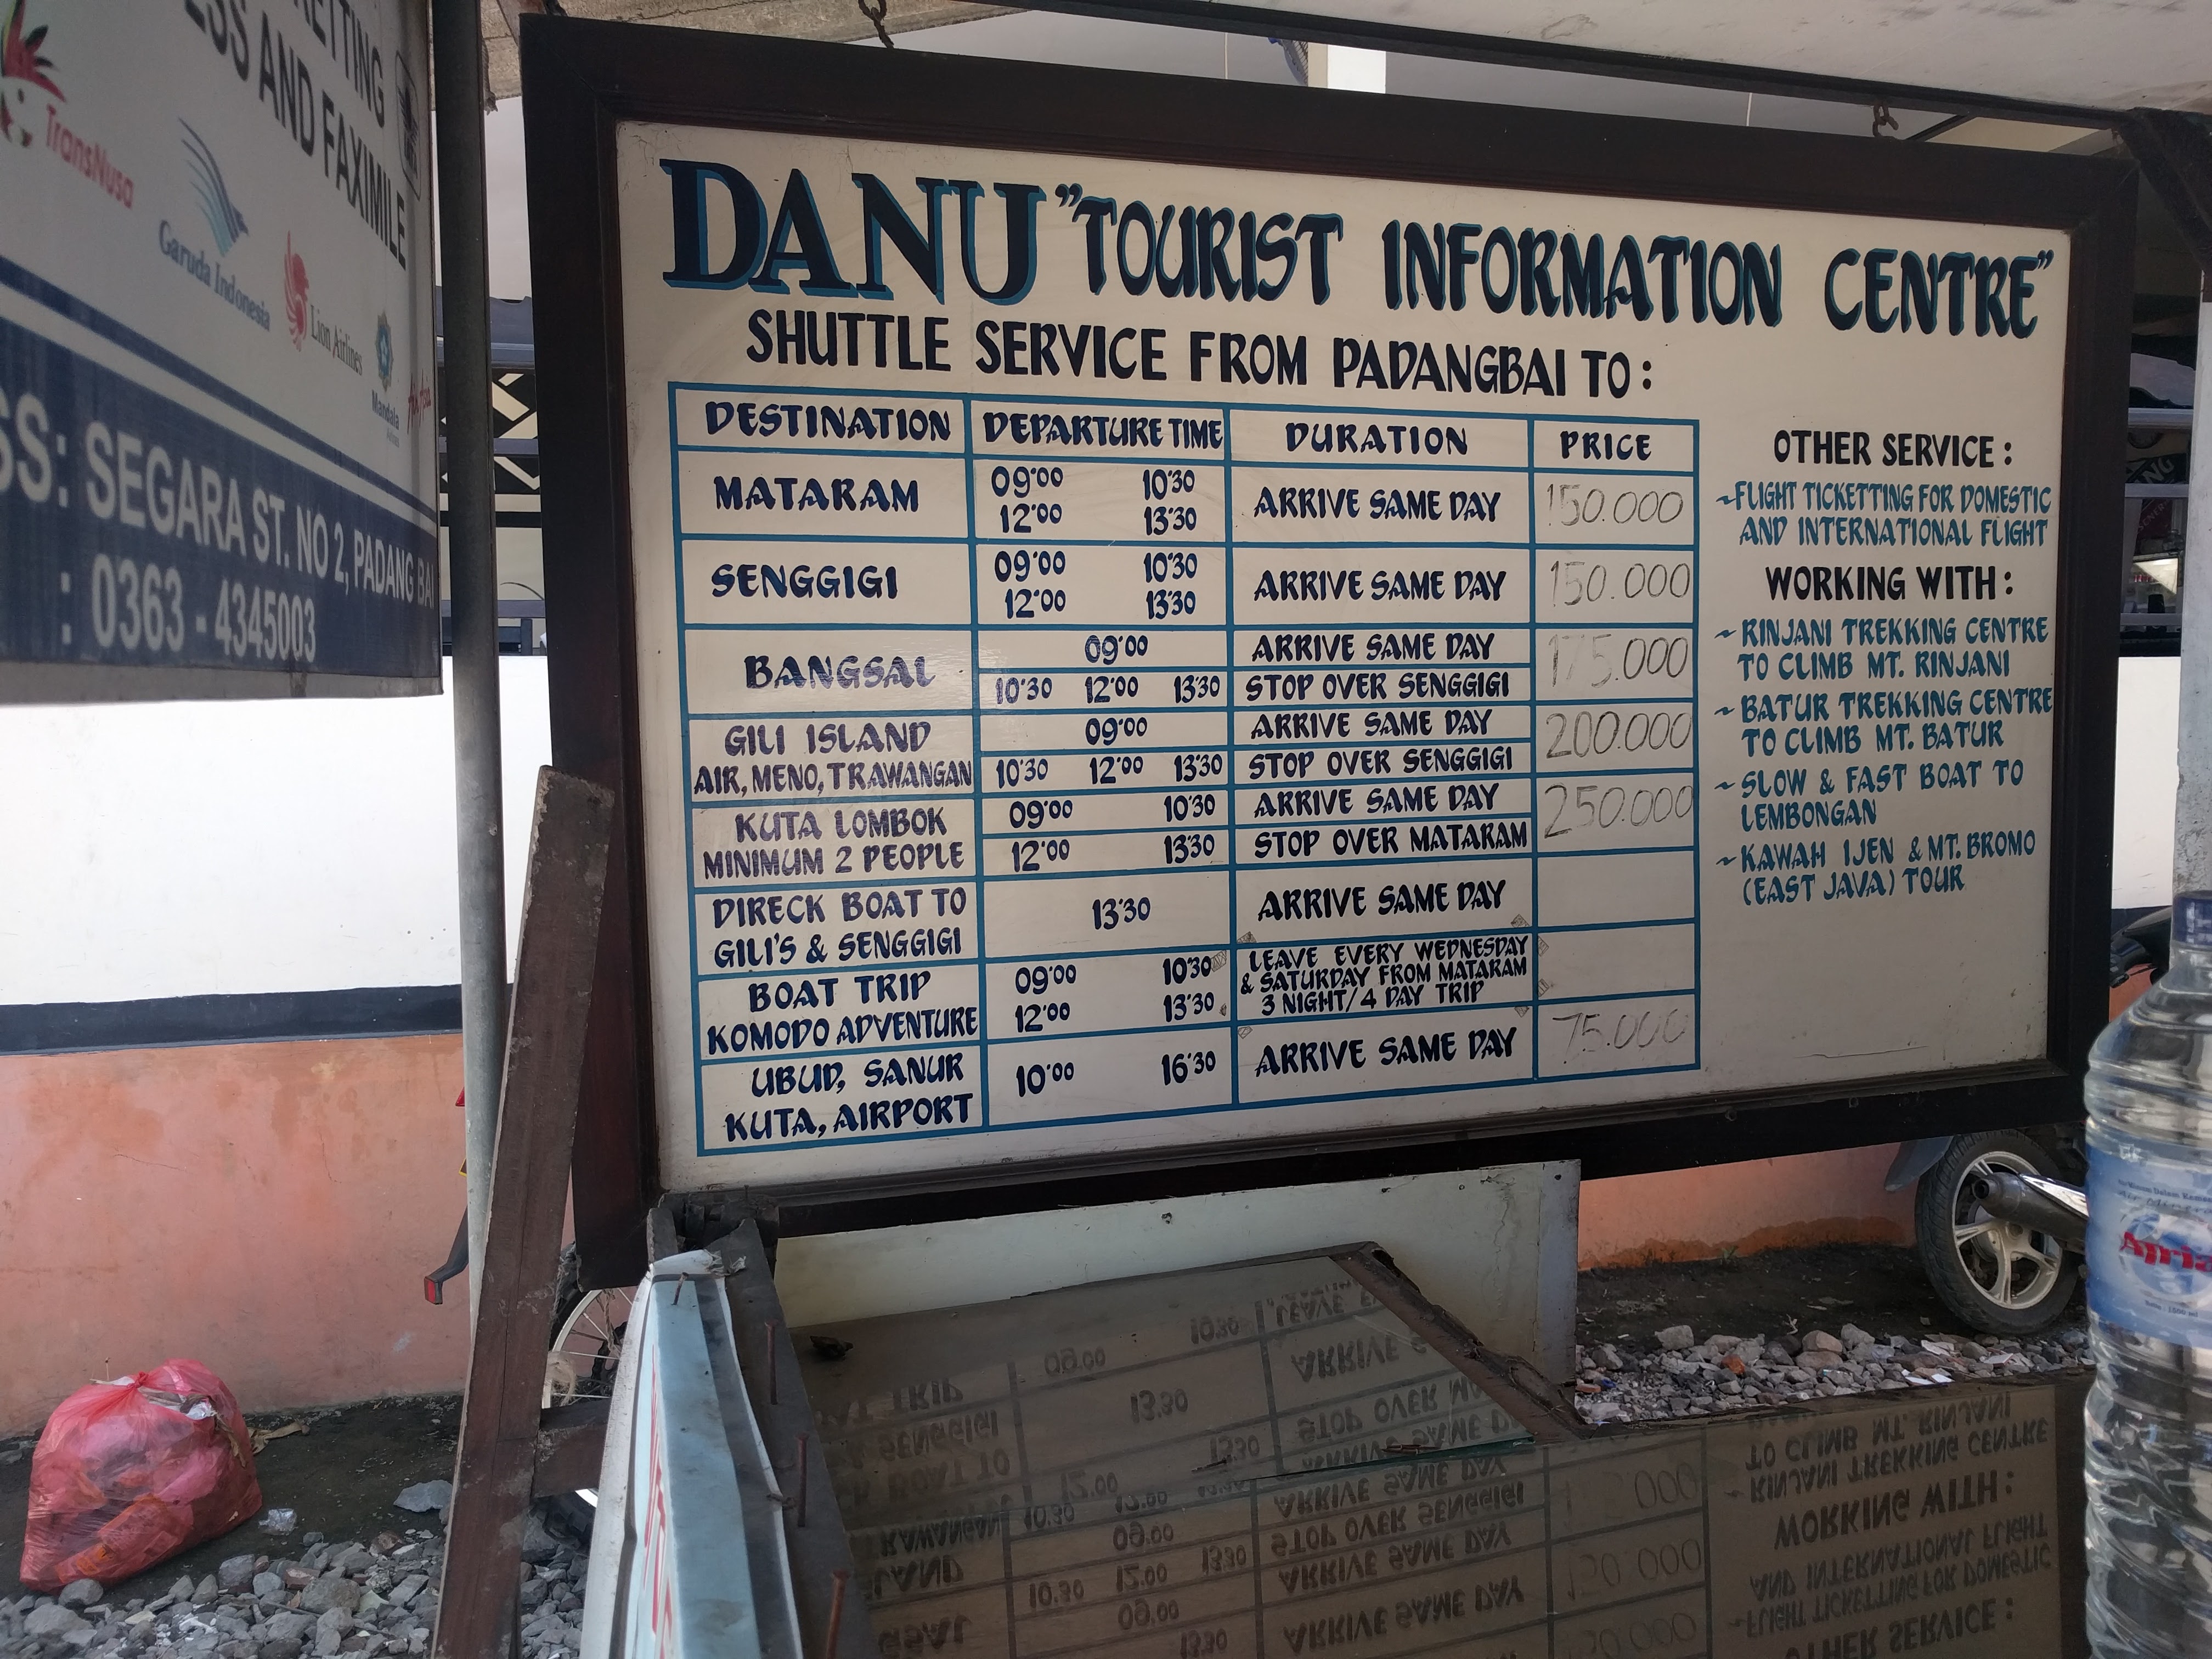 KETTING
ESS AND FAXIMILE
TransNusa
Garuda Indonesia
Lion Airlines
Mandala
Airlines
SS: SEGARA ST. NO 2, PADANG BAI
: 0363 - 4345003
DANU "TOURIST INFORMATION CENTRE"
SHUTTLE SERVICE FROM PADANGBAI TO :
DESTINATION DEPARTURE TIME DURATION PRICE
MATARAM 09'00 10'30 ARRIVE SAME DAY 150.000
12'00 13'30
SENGGIGI 09'00 10'30 ARRIVE SAME DAY 150.000
12'00 13'30
BANGSAL 09'00 ARRIVE SAME DAY 175.000
10'30 12'00 13'30 STOP OVER SENGGIGI
GILI ISLAND 09'00 ARRIVE SAME DAY 200.000
AIR, MENO, TRAWANGAN 10'30 12'00 13'30 STOP OVER SENGGIGI
KUTA LOMBOK 09'00 10'30 ARRIVE SAME DAY 250.000
MINIMUM 2 PEOPLE 12'00 13'30 STOP OVER MATARAM
DIRECK BOAT TO 13'30 ARRIVE SAME DAY
GILI'S & SENGGIGI
BOAT TRIP 09'00 10'30 LEAVE EVERY WEDNESDAY
& SATURDAY FROM MATARAM
KOMODO ADVENTURE 12'00 13'30 3 NIGHT/4 DAY TRIP
UBUD, SANUR 10'00 16'30 ARRIVE SAME DAY 75.000
KUTA, AIRPORT
OTHER SERVICE :
~FLIGHT TICKETTING FOR DOMESTIC
AND INTERNATIONAL FLIGHT
WORKING WITH :
~ RINJANI TREKKING CENTRE
TO CLIMB MT. RINJANI
~ BATUR TREKKING CENTRE
TO CLIMB MT. BATUR
~ SLOW & FAST BOAT TO
LEMBONGAN
~ KAWAH IJEN & MT. BROMO
(EAST JAVA) TOUR